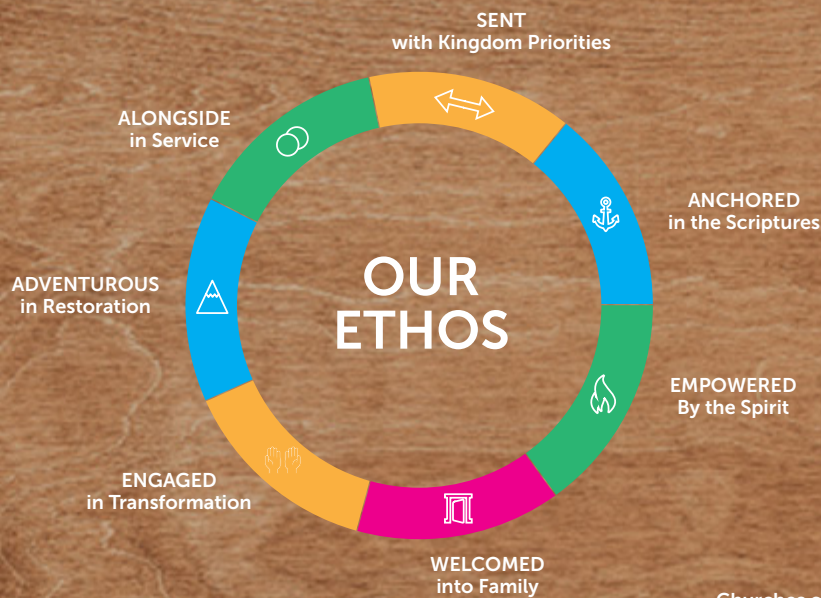 SENT
with Kingdom Priorities
ALONGSIDE
in Service
ANCHORED
in the Scriptures
ADVENTUROUS
in Restoration
OUR
ETHOS
EMPOWERED
By the Spirit
ENGAGED
in Transformation
WELCOMED
into Family